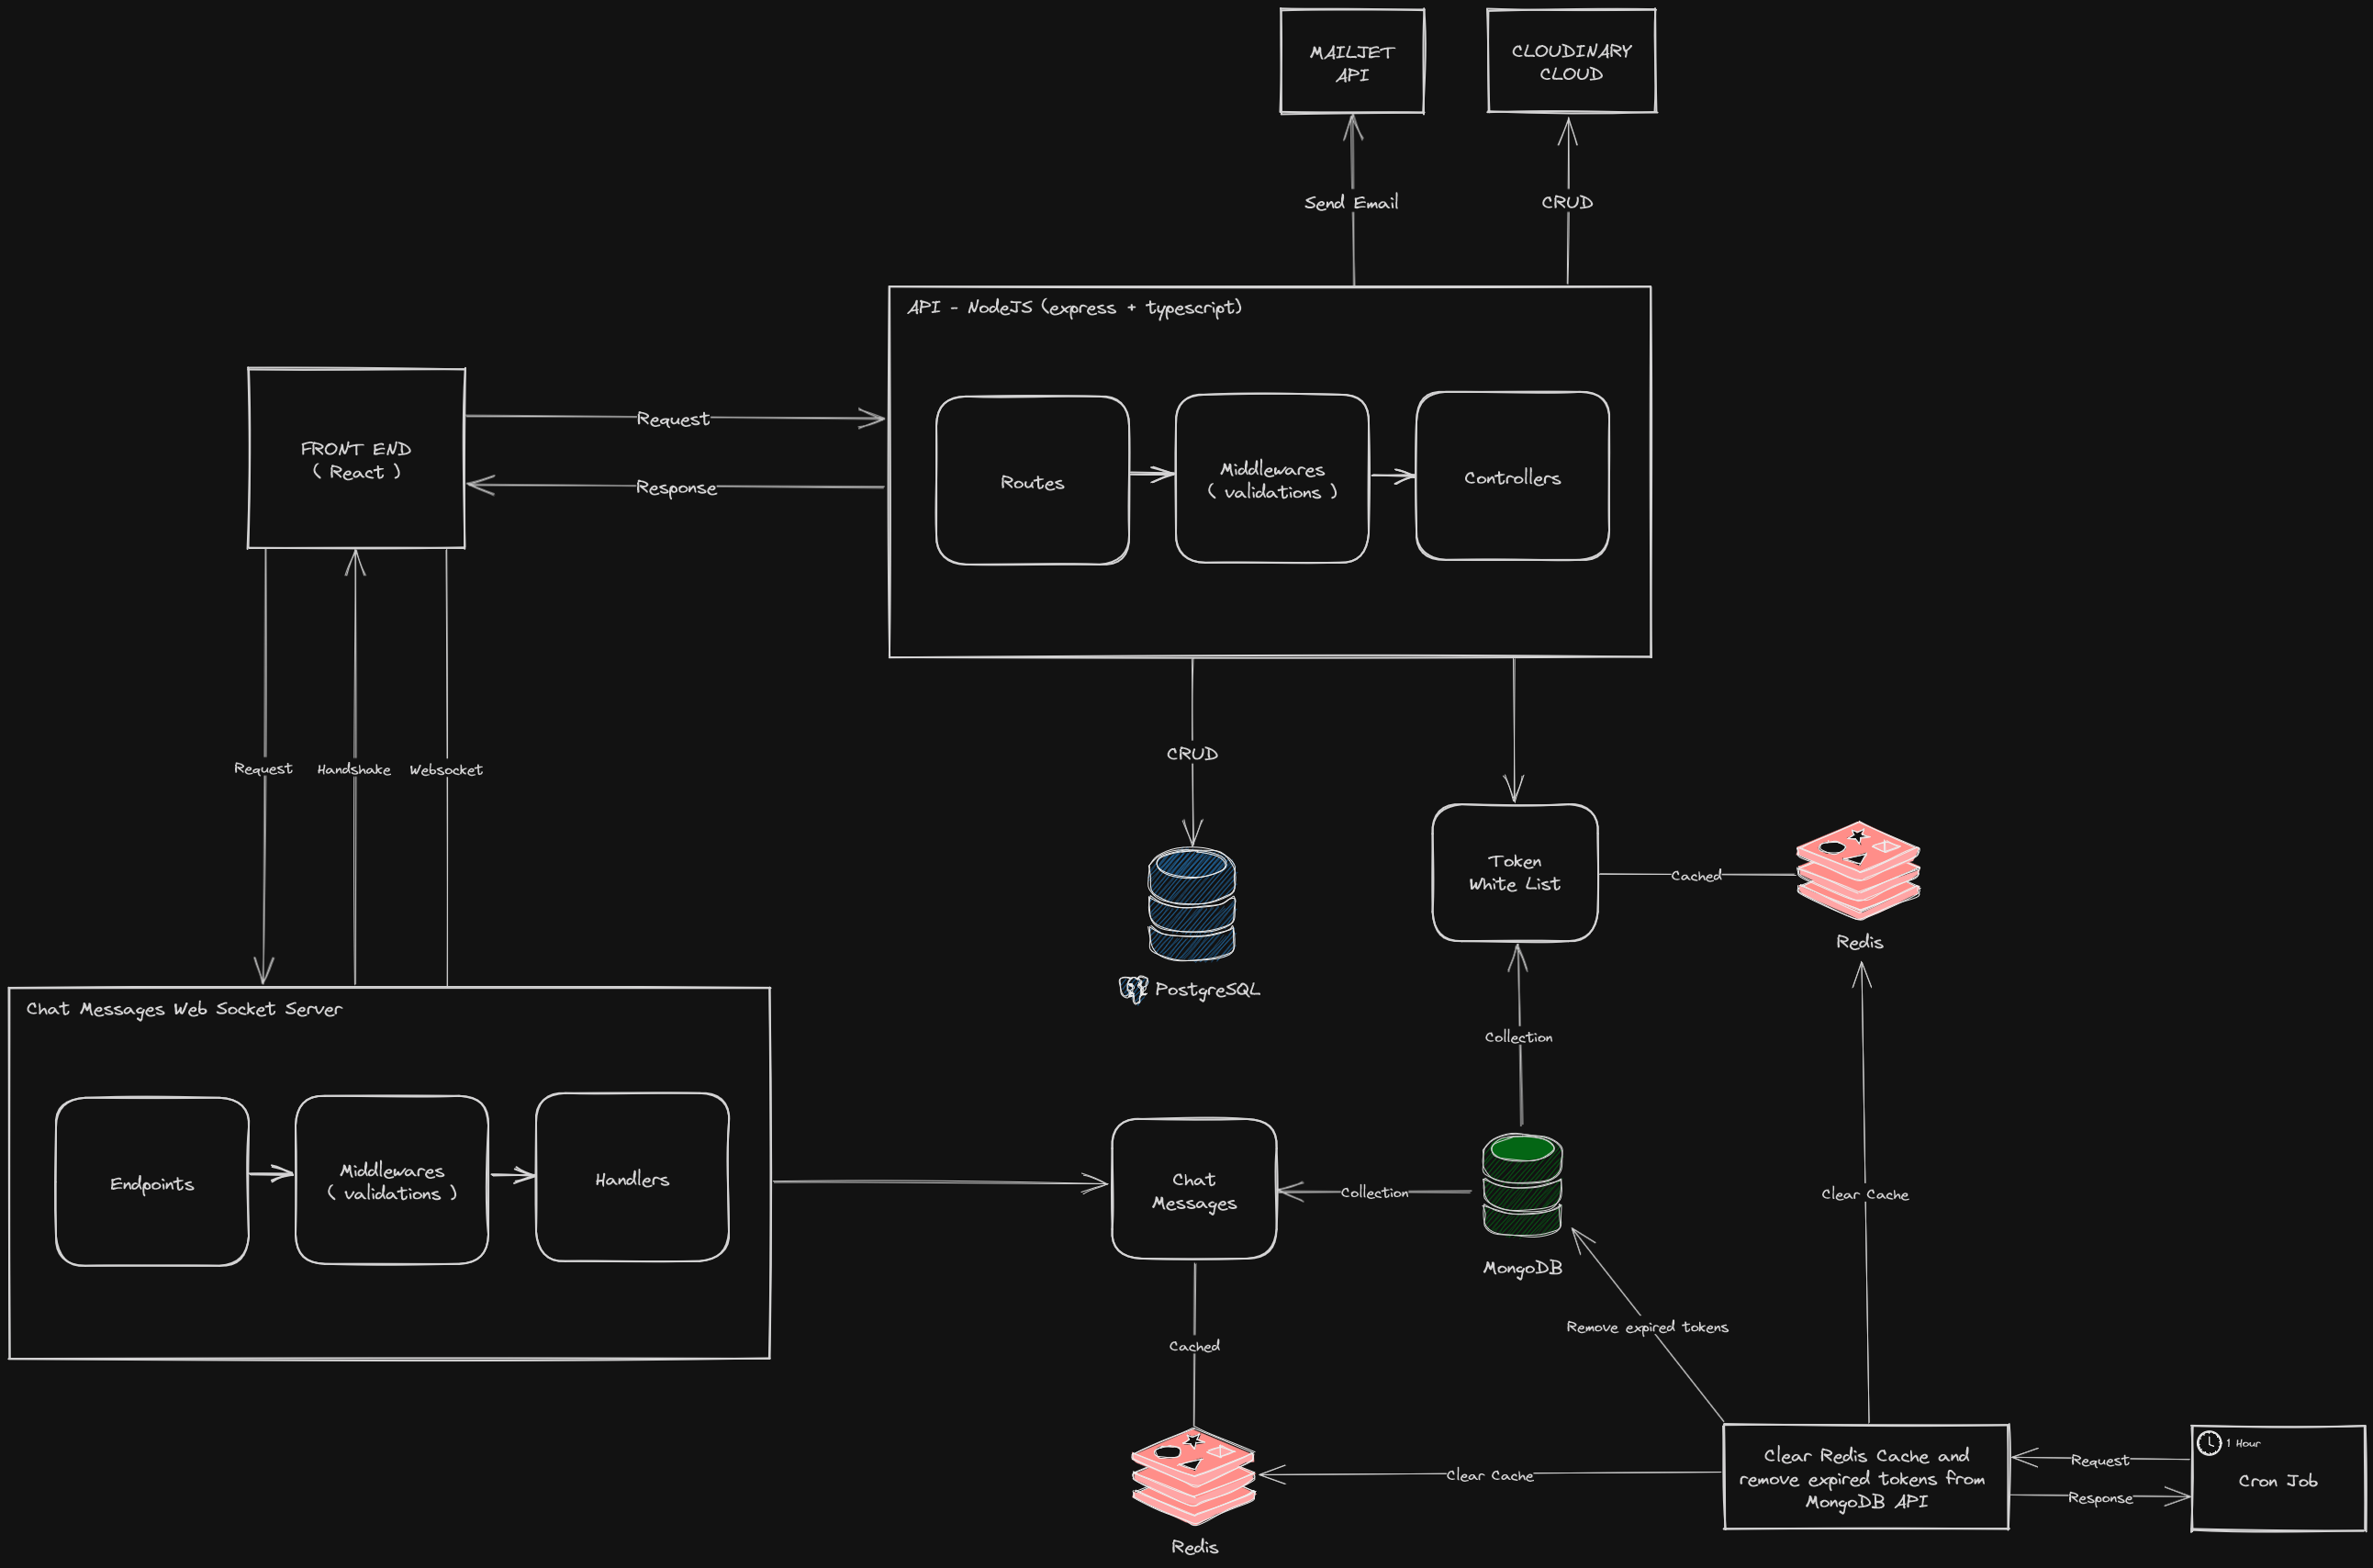 MAILJET
API
CLOUDINARY
CLOUD
Send Email
CRUD
API - NodeJS (express + typescript)
FRONT END
( React )
Request
Response
Routes
Middlewares
( validations )
Controllers
Request
Handshake
Websocket
CRUD
Token
White List
Cached
Redis
PostgreSQL
Chat Messages Web Socket Server
Collection
Endpoints
Middlewares
( validations )
Handlers
Chat
Messages
Collection
MongoDB
Clear Cache
Remove expired tokens
Cached
Clear Cache
Clear Redis Cache and
remove expired tokens from
MongoDB API
Request
Response
1 Hour
Cron Job
Redis